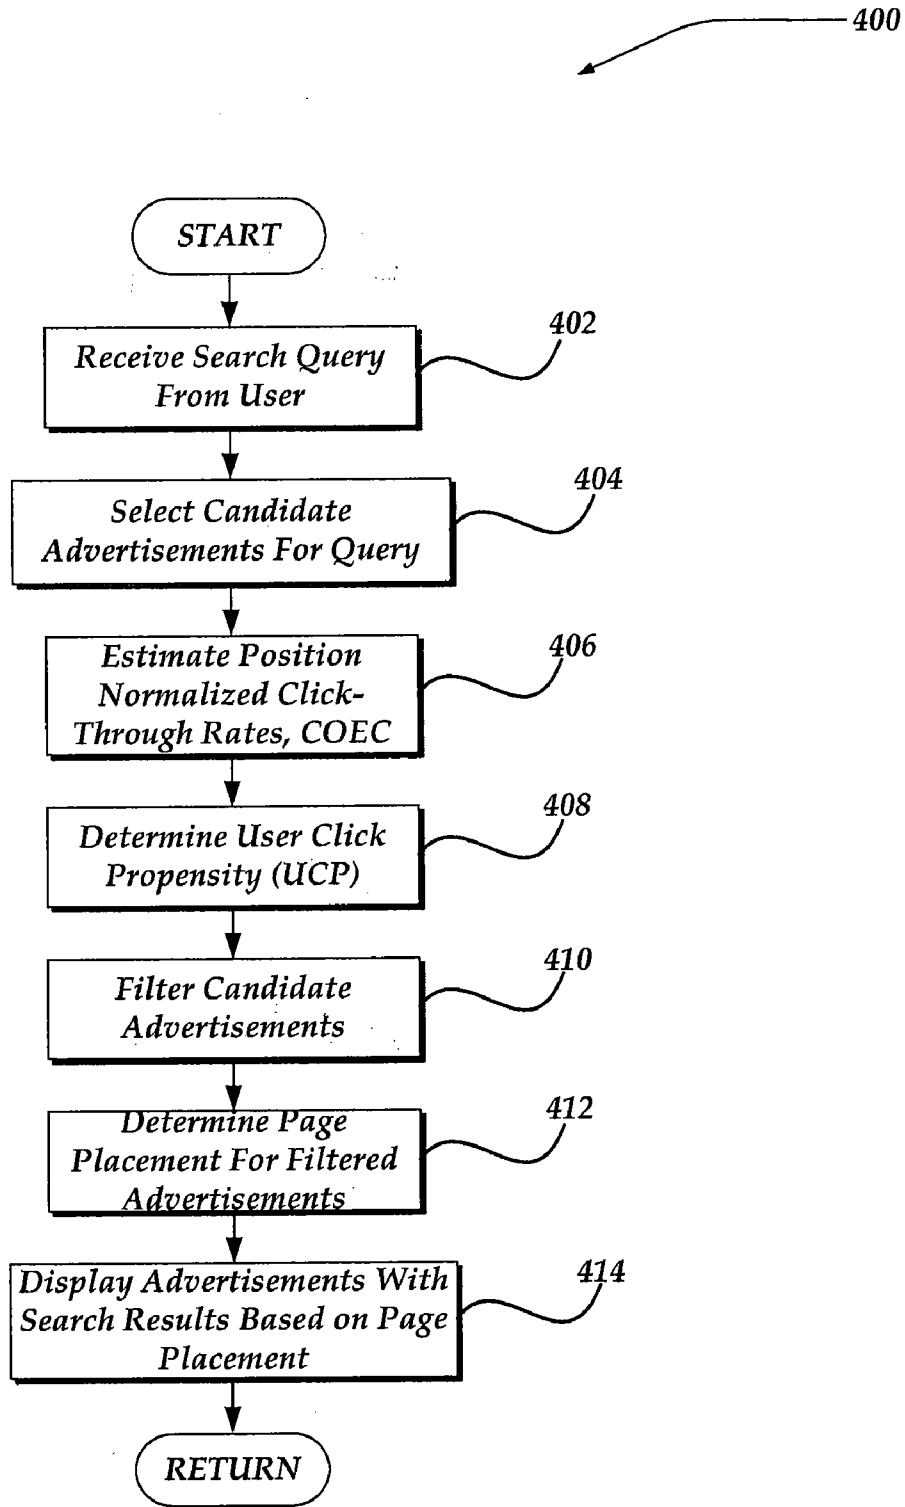 400
START
402
Receive Search Query
From User
404
Select Candidate
Advertisements For Query
406
Estimate Position
Normalized Click-
Through Rates, COEC
408
Determine User Click
Propensity (UCP)
410
Filter Candidate
Advertisements
412
Determine Page
Placement For Filtered
Advertisements
414
Display Advertisements With
Search Results Based on Page
Placement
RETURN